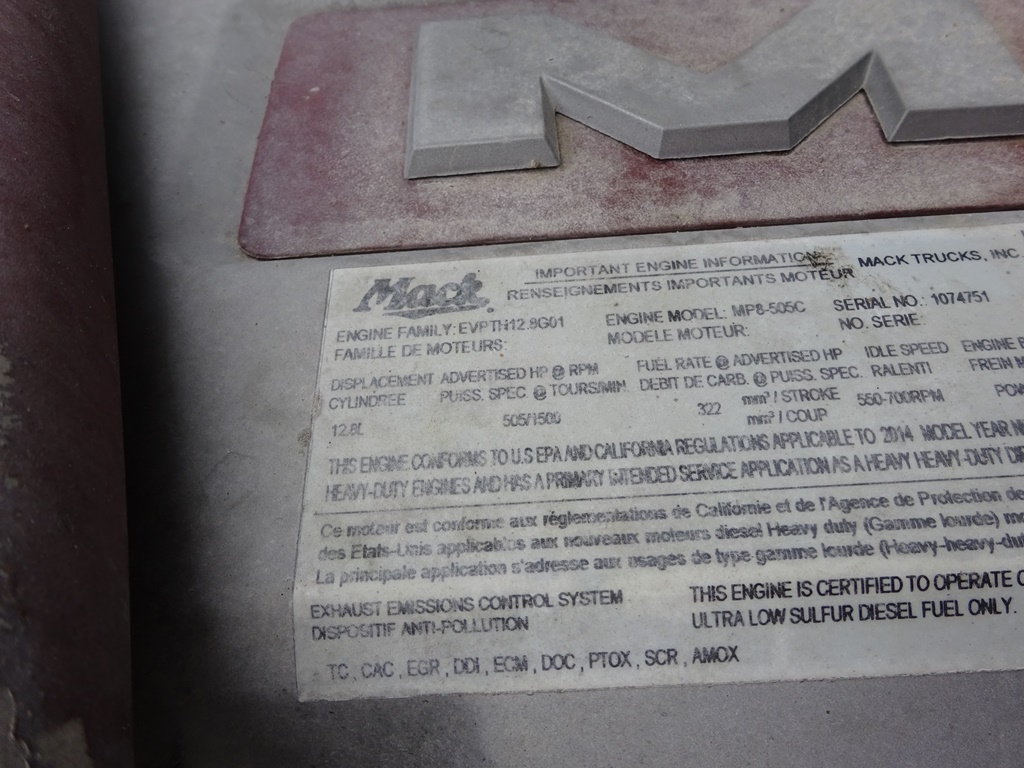 M
Mack
IMPORTANT ENGINE INFORMATION MACK TRUCKS, INC
RENSEIGNEMENTS IMPORTANTS MOTEUR
ENGINE FAMILY: EVPTH12.8G01 ENGINE MODEL: MP8-505C SERIAL NO.: 1074751
FAMILLE DE MOTEURS: MODELE MOTEUR: NO. SERIE:
DISPLACEMENT ADVERTISED HP @ RPM FUEL RATE @ ADVERTISED HP IDLE SPEED ENGINE
CYLINDREE PUISS. SPEC. @ TOURS/MIN. DEBIT DE CARB. @ PUISS. SPEC. RALENTI FREIN
12.8L 505/1500 322 mm³ / STROKE 550-700RPM
mm³ / COUP
THIS ENGINE CONFORMS TO U.S EPA AND CALIFORNIA REGULATIONS APPLICABLE TO 2014 MODEL YEAR
HEAVY-DUTY ENGINES AND HAS A PRIMARY INTENDED SERVICE APPLICATION AS A HEAVY HEAVY-DUTY
Ce moteur est conforme aux réglementations de Californie et de l'Agence de Protection de
des Etats-Unis applicables aux nouveaux moteurs diesel Heavy duty (Gamme lourde)
La principale application s'adresse aux usages de type gamme lourde (Heavy-heavy-du
EXHAUST EMISSIONS CONTROL SYSTEM THIS ENGINE IS CERTIFIED TO OPERATE
DISPOSITIF ANTI-POLLUTION ULTRA LOW SULFUR DIESEL FUEL ONLY.
TC , CAC , EGR , DDI , ECM , DOC , PTOX , SCR , AMOX